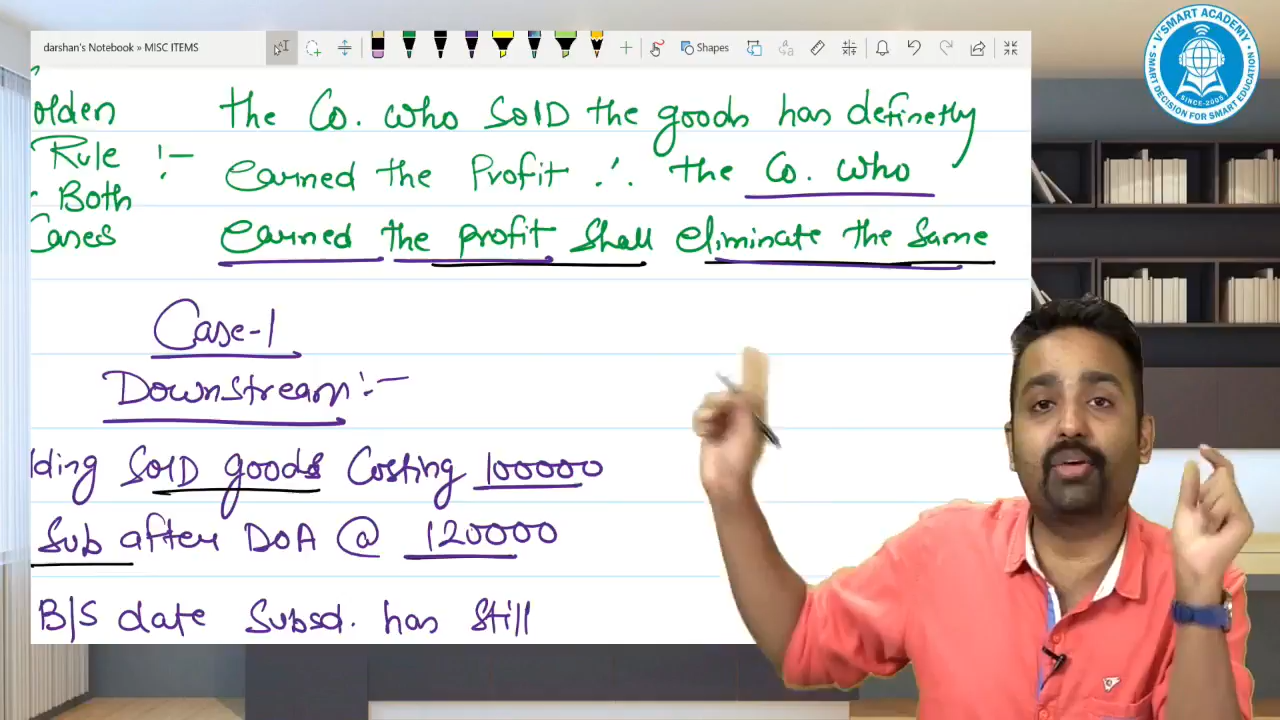 darshan's Notebook » MISC ITEMS
Shapes
V'SMART ACADEMY
SINCE-2005
SMART DECISION FOR SMART EDUCATION
olden the Co. who SOLD the goods has definetly
Rule :- earned the Profit ∴ the Co. who
Both
Cases earned the profit Shall eliminate the Same
Case-1
Downstream :-
lding SOLD goods Costing 100000
Sub after DOA @ 120000
B/S date Subsd. has Still